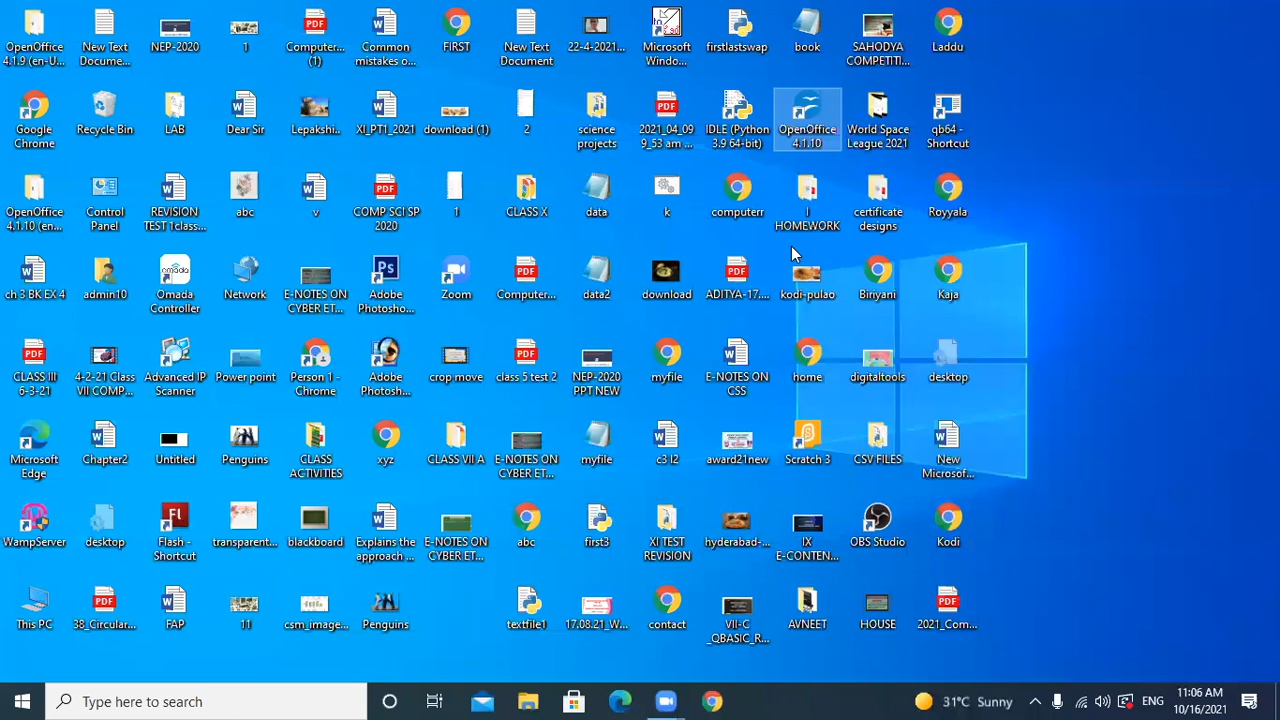 OpenOffice
4.1.9 (en-U...
New Text
Docume...
NEP-2020
1
Computer...
(1)
Common
mistakes o...
FIRST
New Text
Document
22-4-2021...
Microsoft
Windo...
firstlastswap
book
SAHODYA
COMPETITI...
Laddu
Google
Chrome
Recycle Bin
LAB
Dear Sir
Lepakshi..
XI_PT1_2021
download (1)
2
science
projects
2021_04_09
9_53 am ...
IDLE (Python
3.9 64-bit)
OpenOffice
4.1.10
World Space
League 2021
qb64 -
Shortcut
OpenOffice
4.1.10 (en...
Control
Panel
REVISION
TEST 1class...
abc
v
COMP SCI SP
2020
1
CLASS X
data
k
computerr
I
HOMEWORK
certificate
designs
Royyala
ch 3 BK EX 4
admin10
Omada
Controller
Network
E-NOTES ON
CYBER ET...
Adobe
Photosho...
Zoom
Computer...
data2
download
ADITYA-17....
kodi-pulao
Binyani
Kaja
CLASS III
6-3-21
4-2-21 Class
VII COMP...
Advanced IP
Scanner
Power point
Person 1 -
Chrome
Adobe
Photosh...
crop move
class 5 test 2
NEP-2020
PPT NEW
myfile
E-NOTES ON
CSS
home
digitaltools
desktop
Microsoft
Edge
Chapter2
Untitled
Penguins
CLASS
ACTIVITIES
xyz
CLASS VII A
E-NOTES ON
CYBER ET...
myfile
c3 l2
award21new
Scratch 3
CSV FILES
New
Microsof...
WampServer
desktop
Flash -
Shortcut
transparent...
blackboard
Explains the
approach ...
E-NOTES ON
CYBER ET...
abc
first3
XI TEST
REVISION
hyderabad-...
IX
E-CONTEN...
OBS Studio
Kodi
This PC
38_Circular...
FAP
11
csm_image...
Penguins
textfile1
17.08.21_W...
contact
VII-C
_QBASIC_R...
AVNEET
HOUSE
2021_Com...
Type here to search
31°C Sunny
ENG
11:06 AM
10/16/2021